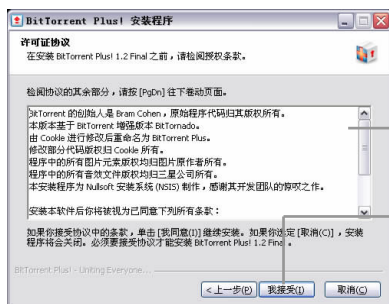 BitTorrent Plus! 安装程序
许可证协议
在安装 BitTorrent Plus! 1.2 Final 之前，请检阅授权条款。
检阅协议的其余部分，请按 [PgDn] 往下卷动页面。
BitTorrent 的创始人是 Bram Cohen，原始程序代码归其版权所有。
本版本基于 BitTorrent 增强版本 BitTornado。
由 Cookle 进行修改后重命名为 BitTorrent Plus。
修改部分代码版权归 Cookle 所有。
程序中的所有图片元素版权均归图片原作者所有。
程序中的所有音效文件版权均归三星公司所有。
本安装程序为 Nullsoft 安装系统 (NSIS) 制作，感谢其开发团队的惊叹之作。
安装本软件后你将被视为已同意下列所有条款：
如果你接受协议中的条款，单击 [我同意(I)] 继续安装。如果你选定 [取消(C)]，安装
程序将会关闭。必须要接受协议才能安装 BitTorrent Plus! 1.2 Final。
BitTorrent Plus! - Uniting Everyone...
< 上一步(P)
我接受(I)
取消(C)